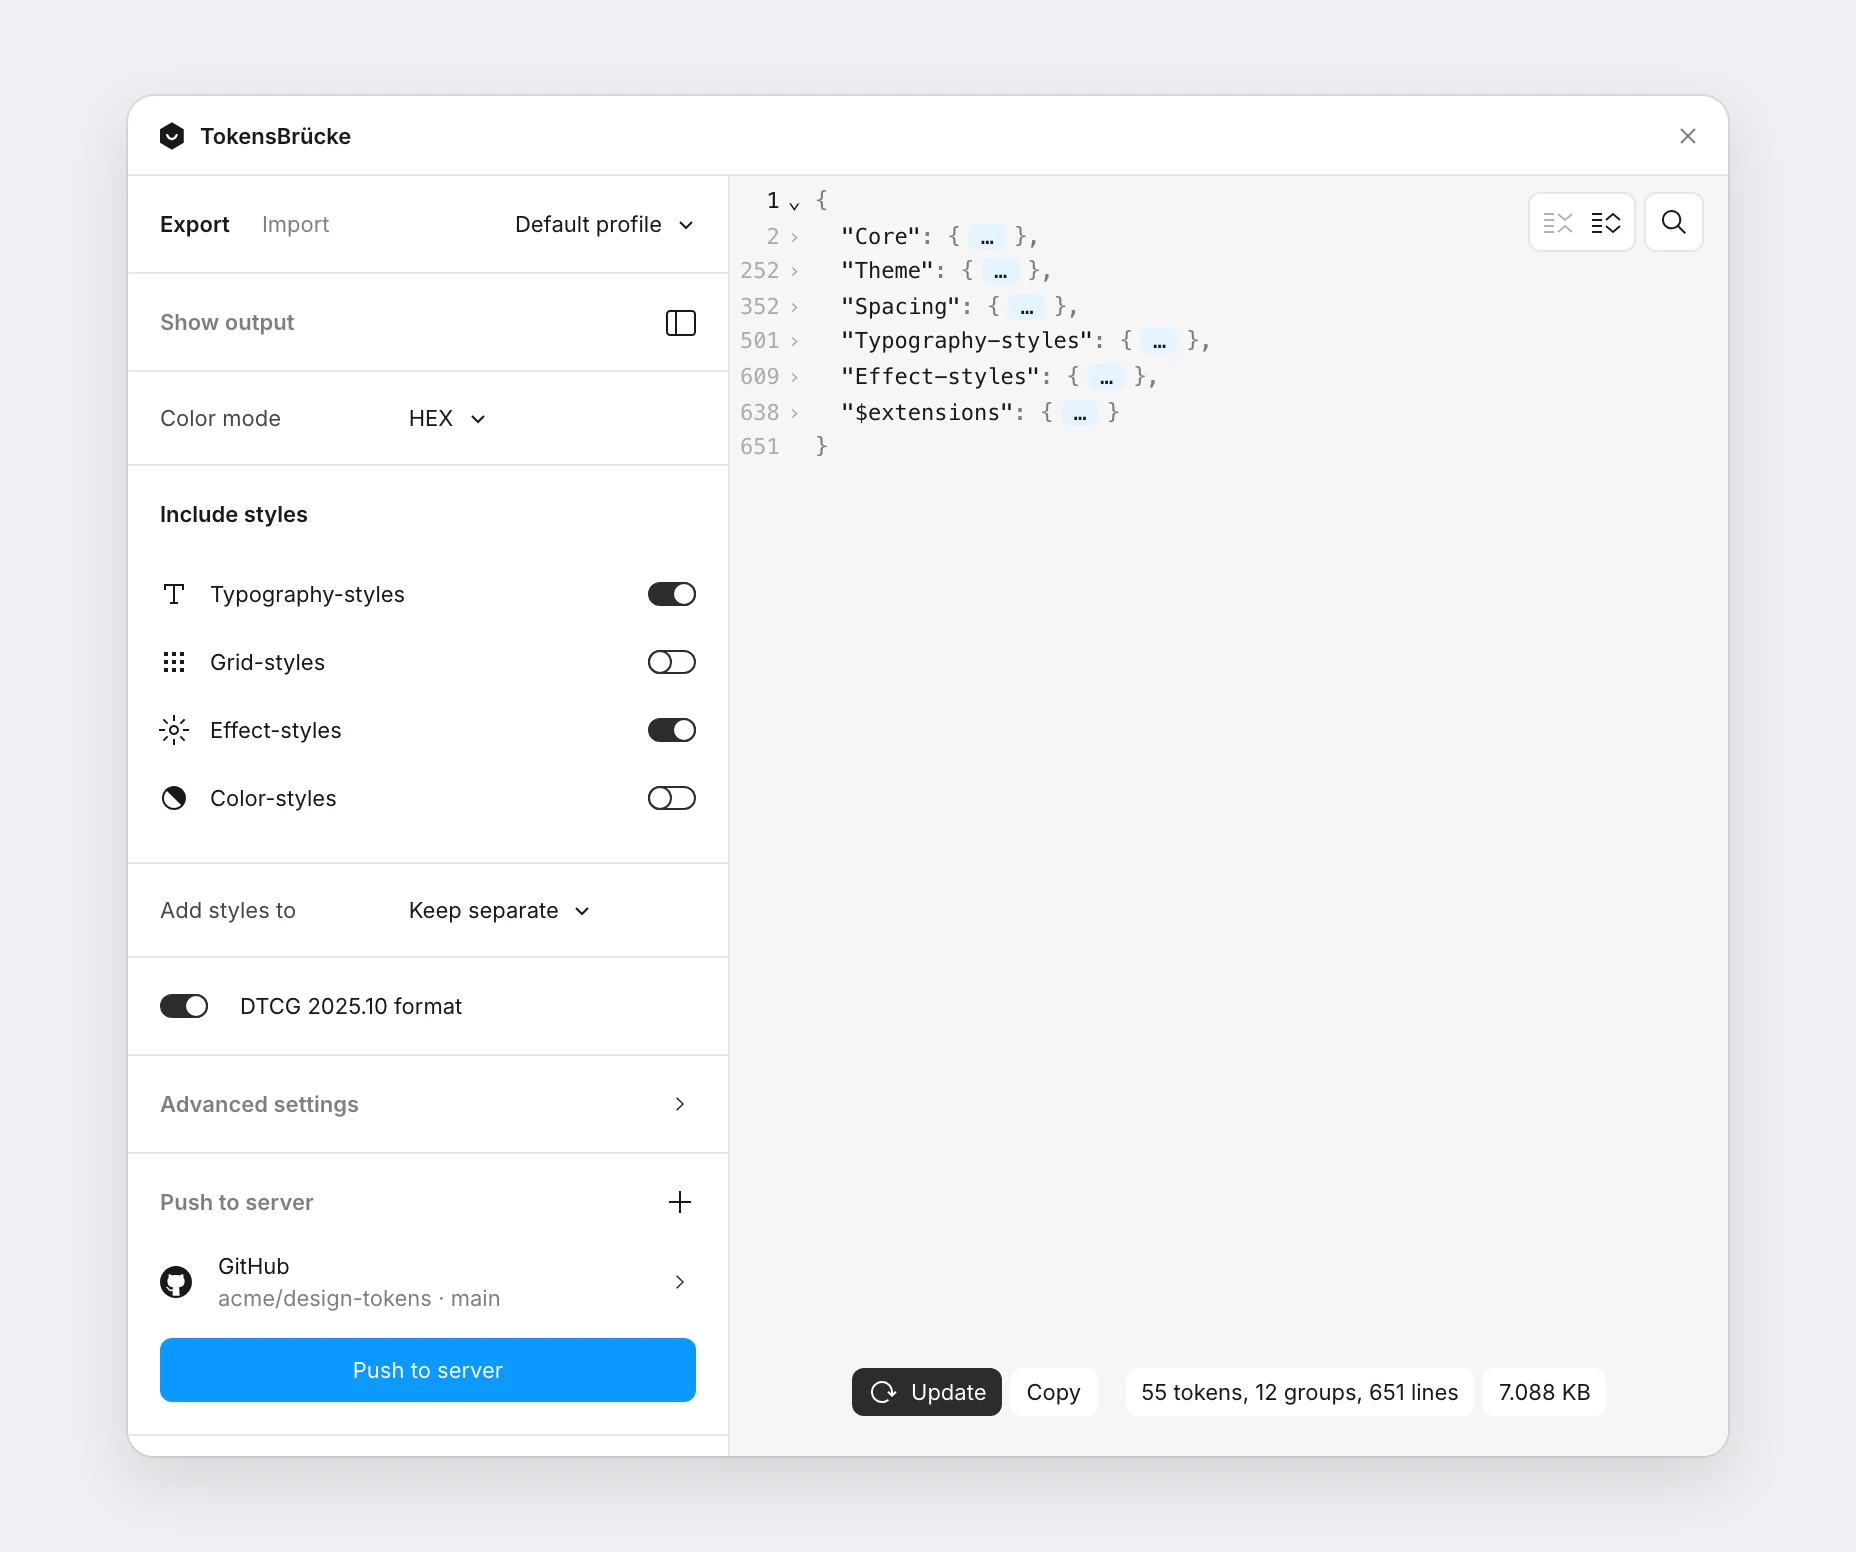 TokensBrücke
Export Import Default profile
Show output
Color mode HEX
Include styles
Typography-styles
Grid-styles
Effect-styles
Color-styles
Add styles to Keep separate
DTCG 2025.10 format
Advanced settings
Push to server
GitHub
acme/design-tokens · main
Push to server
1 {
2 "Core": { … },
252 "Theme": { … },
352 "Spacing": { … },
501 "Typography-styles": { … },
609 "Effect-styles": { … },
638 "$extensions": { … }
651 }
Update Copy 55 tokens, 12 groups, 651 lines 7.088 KB